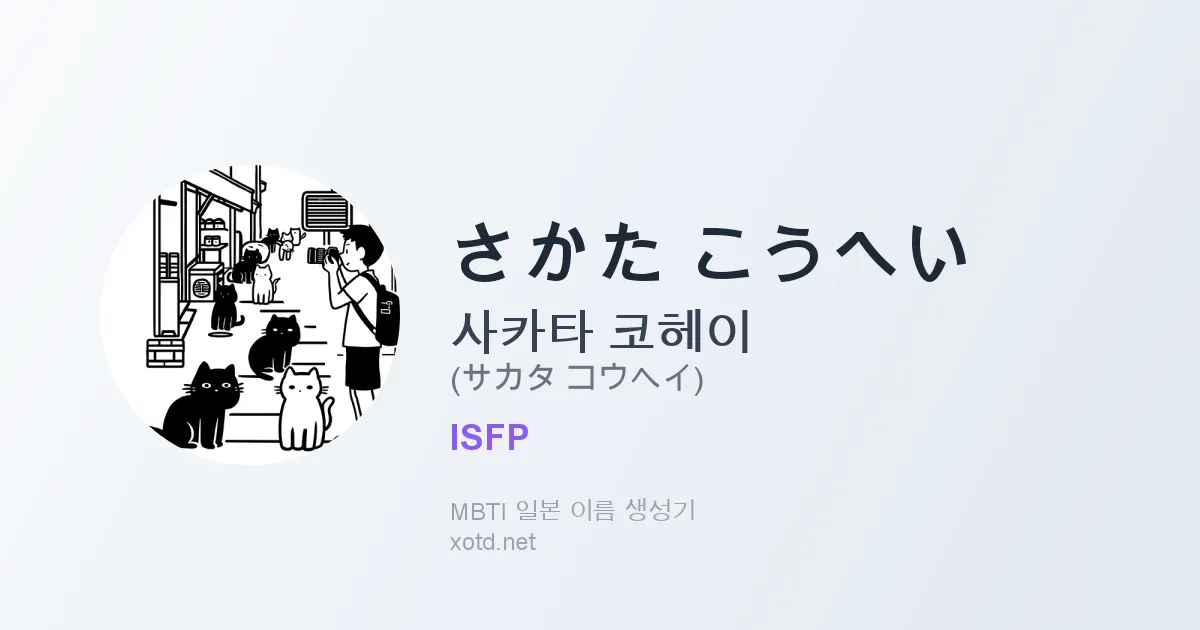 さかた こうへい
사카타 코헤이
(サカタ コウヘイ)
ISFP
MBTI 일본 이름 생성기
xotd.net